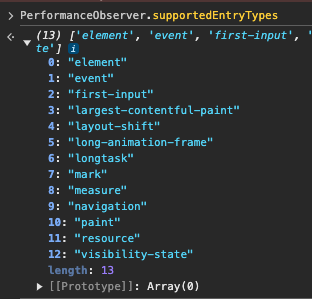 > PerformanceObserver.supportedEntryTypes
(13) ['element', 'event', 'first-input', '
te'] i
0: "element"
1: "event"
2: "first-input"
3: "largest-contentful-paint"
4: "layout-shift"
5: "long-animation-frame"
6: "longtask"
7: "mark"
8: "measure"
9: "navigation"
10: "paint"
11: "resource"
12: "visibility-state"
length: 13
[[Prototype]]: Array(0)